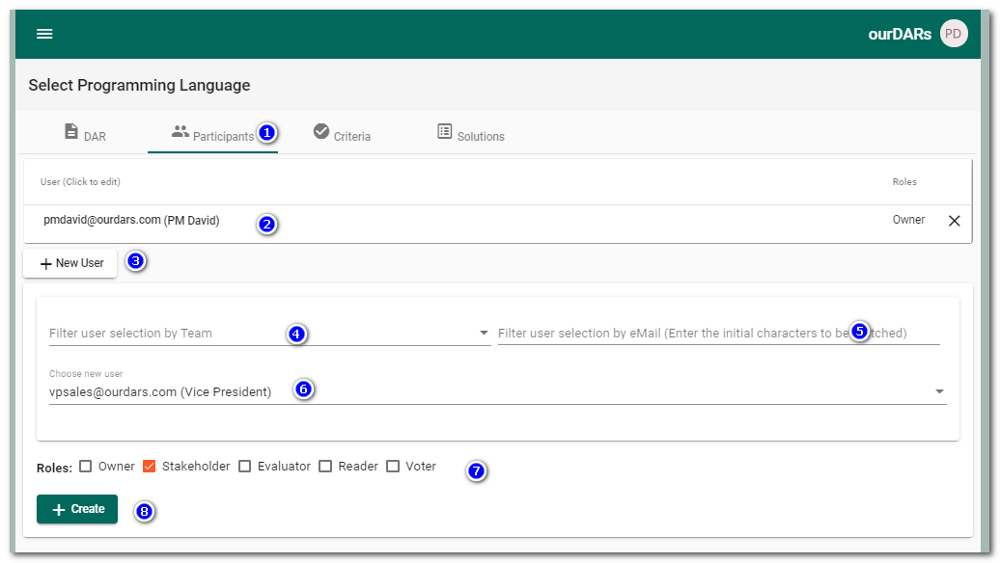 ourDARs PD
Select Programming Language
DAR Participants 1 Criteria Solutions
User (Click to edit) Roles
pmdavid@ourdars.com (PM David) 2 Owner
+ New User 3
Filter user selection by Team 4 Filter user selection by eMail (Enter the initial characters to be 5 tched)
Choose new user
vpsales@ourdars.com (Vice President) 6
Roles: Owner Stakeholder Evaluator Reader Voter 7
+ Create 8